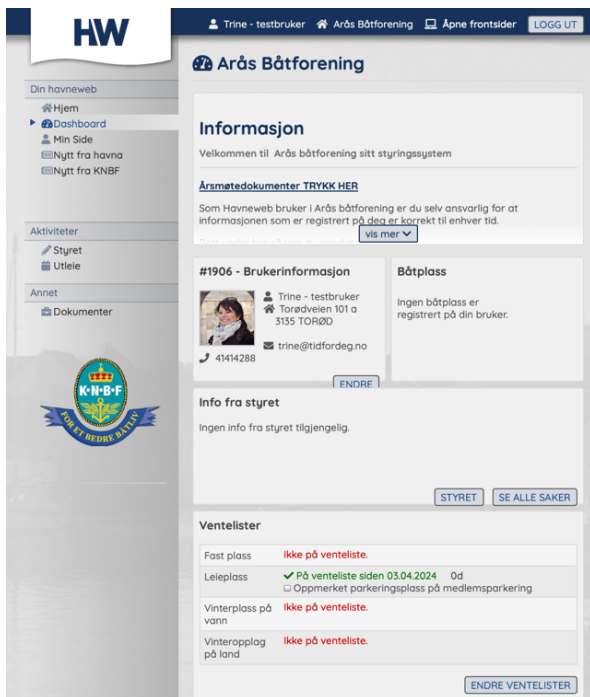 HW
Trine - testbruker Arås Båtforening Åpne frontsider LOGG UT
Arås Båtforening
Din havneweb
Hjem
Dashboard
Min Side
Nytt fra havna
Nytt fra KNBF
Aktiviteter
Styret
Utleie
Annet
Dokumenter
K·N·B·F
FOR ET BEDRE BÅTLIV
Informasjon
Velkommen til Arås båtforening sitt styringssystem
Årsmøtedokumenter TRYKK HER
Som Havneweb bruker i Arås båtforening er du selv ansvarlig for at
informasjonen som er registrert på deg er korrekt til enhver tid.
vis mer
#1906 - Brukerinformasjon
Trine - testbruker
Torødveien 101 a
3135 TORØD
trine@tidfordeg.no
41414288
ENDRE
Båtplass
Ingen båtplass er
registrert på din bruker.
Info fra styret
Ingen info fra styret tilgjengelig.
STYRET SE ALLE SAKER
Ventelister
Fast plass Ikke på venteliste.
Leieplass På venteliste siden 03.04.2024 0d
Oppmerket parkeringsplass på medlemsparkering
Vinterplass på Ikke på venteliste.
vann
Vinteropplag Ikke på venteliste.
på land
ENDRE VENTELISTER